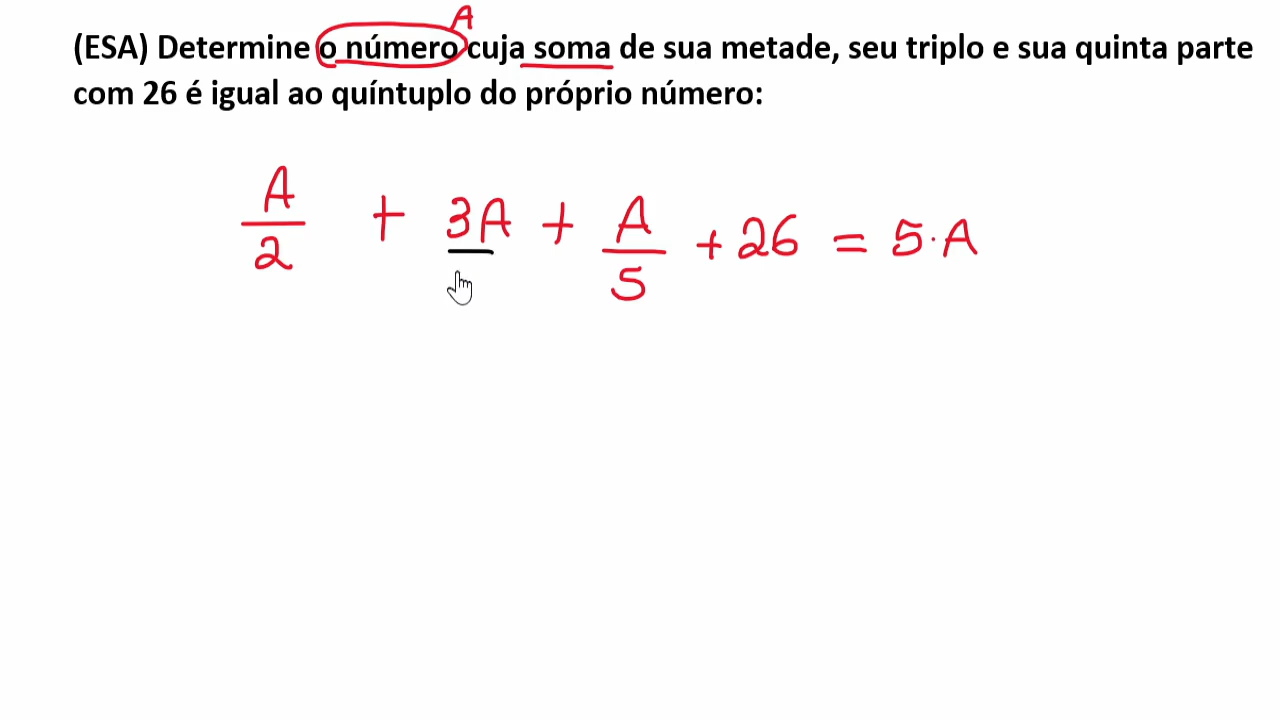 A
(ESA) Determine o número cuja soma de sua metade, seu triplo e sua quinta parte
com 26 é igual ao quíntuplo do próprio número:
A/2 + 3A + A/5 + 26 = 5·A